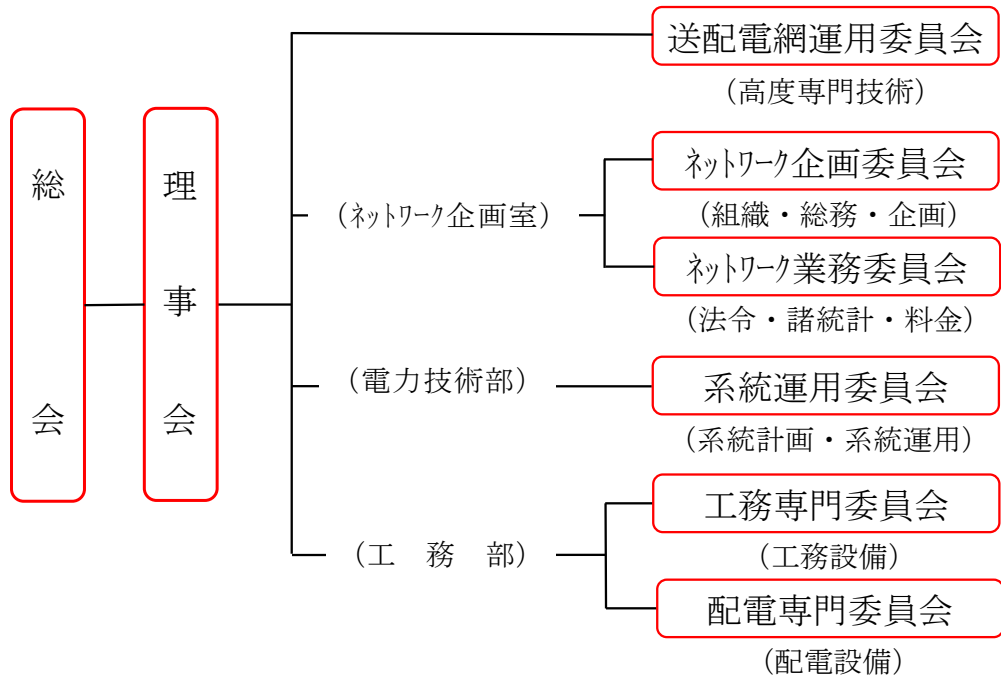 総会
理事会
送配電網運用委員会
(高度専門技術)
(ﾈｯﾄﾜｰｸ企画室)
ﾈｯﾄﾜｰｸ企画委員会
(組織・総務・企画)
ﾈｯﾄﾜｰｸ業務委員会
(法令・諸統計・料金)
(電力技術部)
系統運用委員会
(系統計画・系統運用)
(工　務　部)
工務専門委員会
(工務設備)
配電専門委員会
(配電設備)